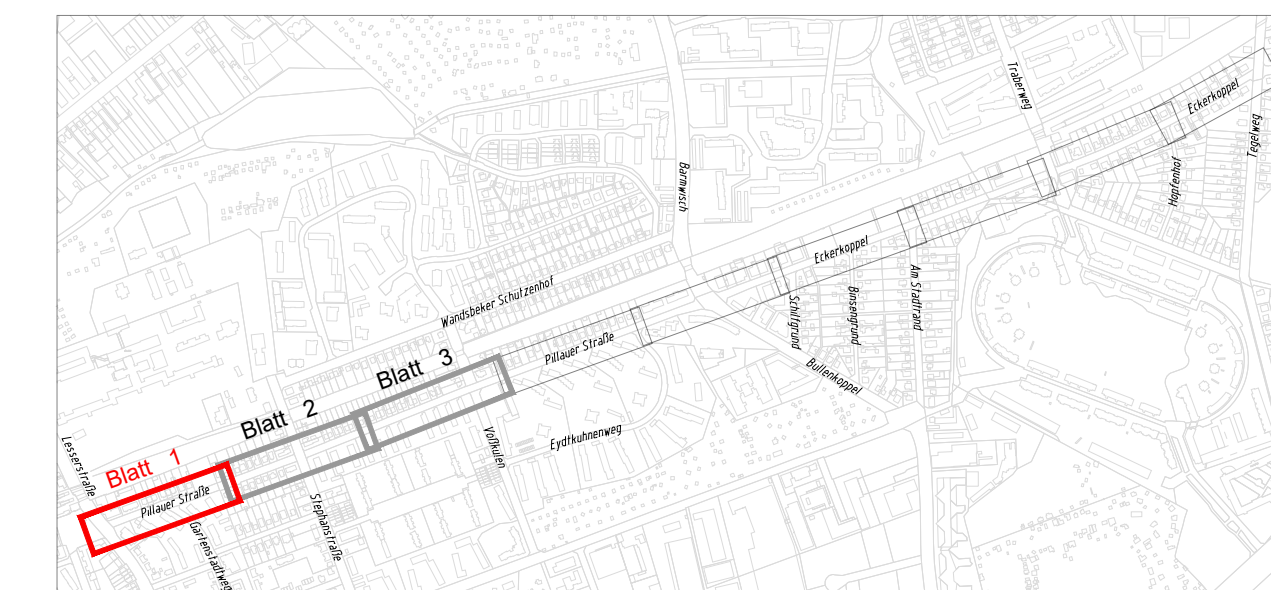 Traberweg
Eckerkoppel
Tegelweg
Barmwisch
Hopfenhof
Eckerkoppel
Wandsbeker Schützenhof
Am Stadtrand
Schilfgrund
Binsengrund
Pillauer Straße
Bullenkoppel
Blatt 3
Blatt 2
Voßkulen
Eydtkuhnenweg
Lesserstraße
Blatt 1
Pillauer Straße
Stephanstraße
Gartenstadtweg